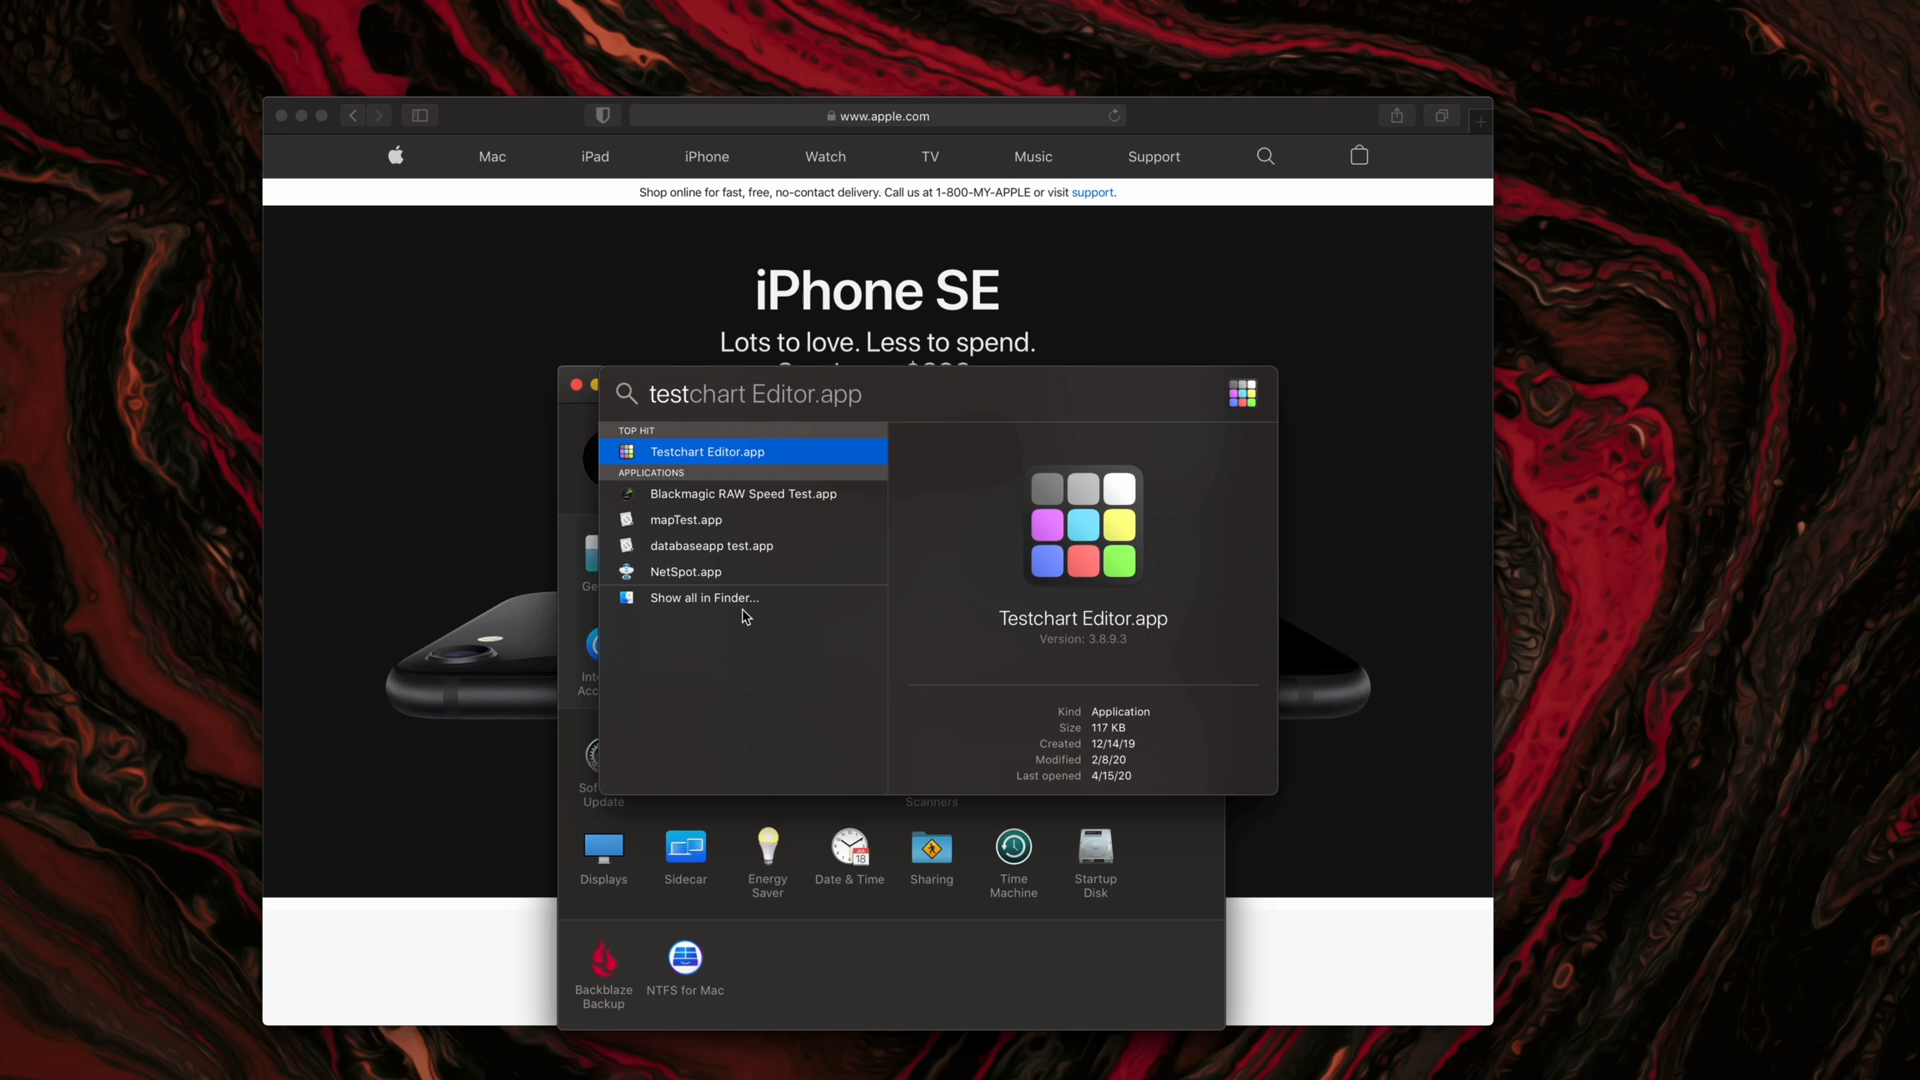 www.apple.com
Mac iPad iPhone Watch TV Music Support
Shop online for fast, free, no-contact delivery. Call us at 1-800-MY-APPLE or visit support.
iPhone SE
Lots to love. Less to spend.
testchart Editor.app
TOP HIT
Testchart Editor.app
APPLICATIONS
Blackmagic RAW Speed Test.app
mapTest.app
databaseapp test.app
NetSpot.app
Show all in Finder...
Testchart Editor.app
Version: 3.8.9.3
Kind Application
Size 117 KB
Created 12/14/19
Modified 2/8/20
Last opened 4/15/20
Update
Scanners
JUL
18
Displays
Sidecar
Energy
Saver
Date & Time
Sharing
Time
Machine
Startup
Disk
Backblaze
Backup
NTFS for Mac